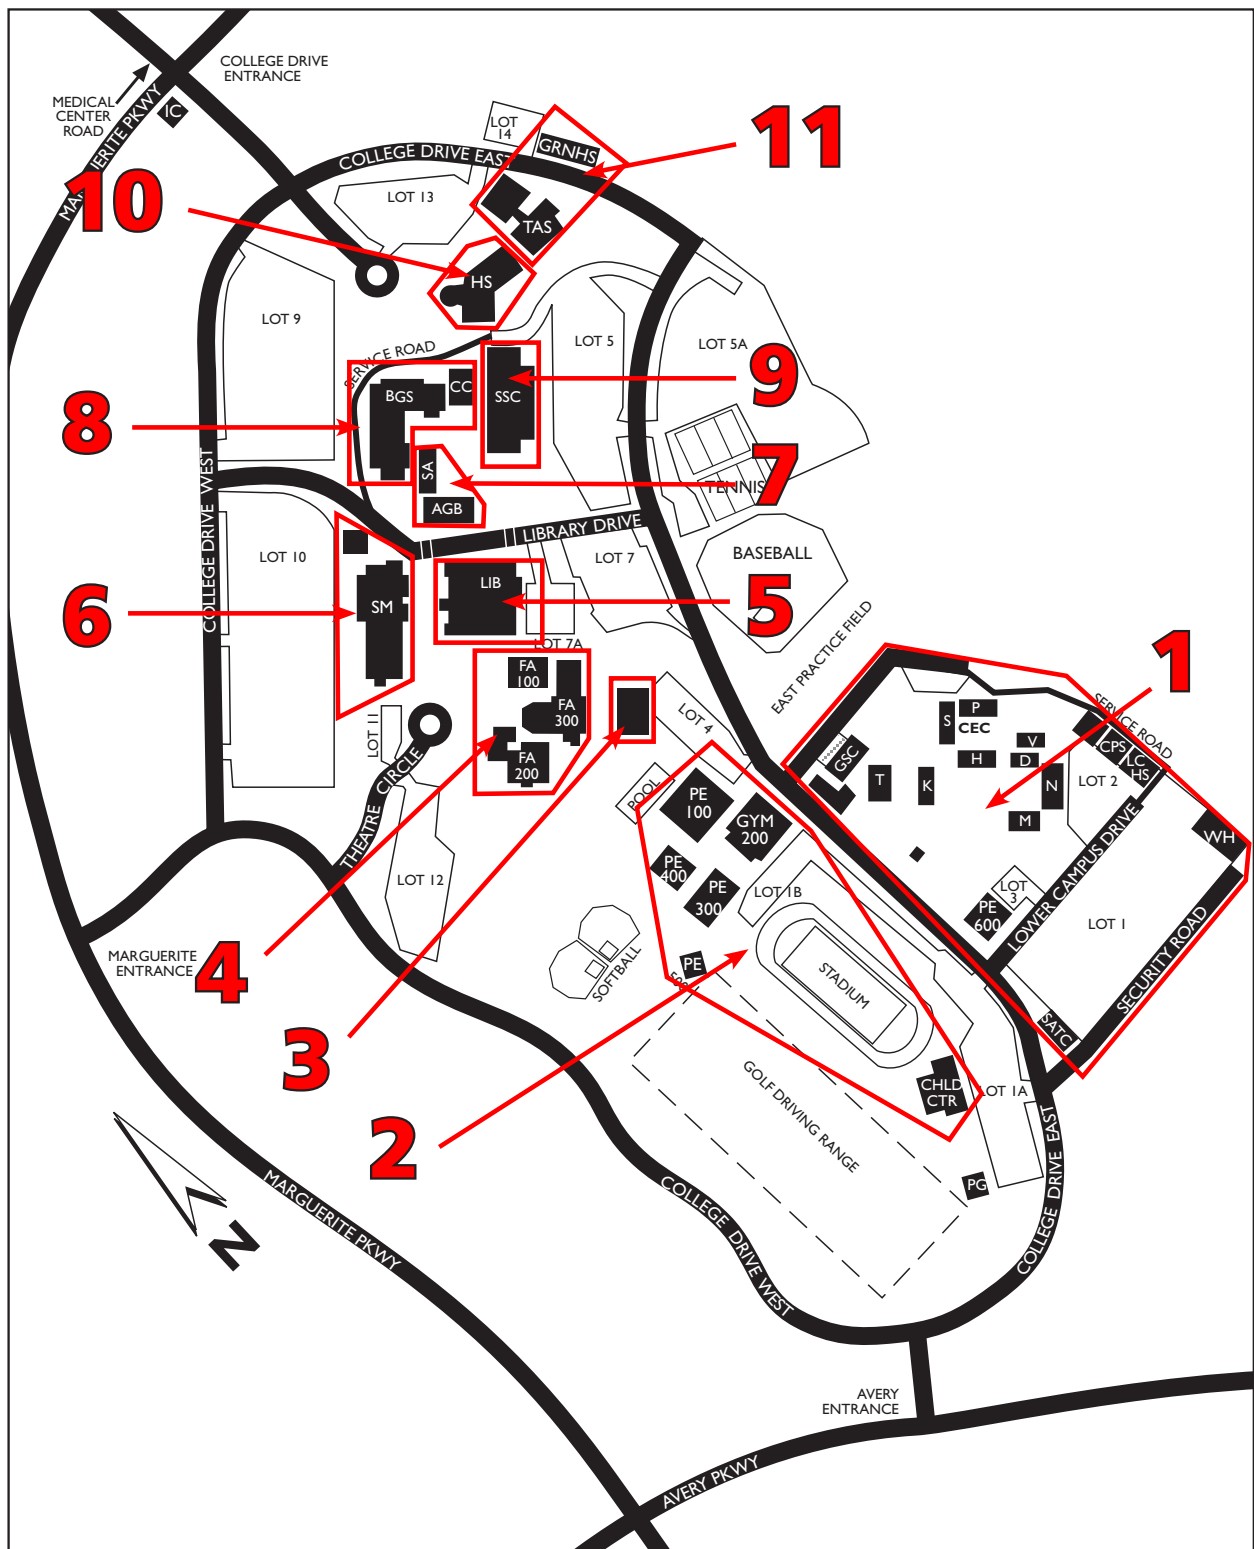 COLLEGE DRIVE
ENTRANCE
MEDICAL
CENTER
ROAD
IC
MARGUERITE PKWY
LOT
14
GRNHS
11
COLLEGE DRIVE EAST
10
LOT 13
TAS
HS
LOT 9
SERVICE ROAD
LOT 5
LOT 5A
9
BGS
CC
SSC
8
SA
7
TENNIS
AGB
COLLEGE DRIVE WEST
LIBRARY DRIVE
LOT 10
LOT 7
BASEBALL
LIB
5
6
SM
LOT 7A
EAST PRACTICE FIELD
1
FA
100
FA
300
FA
200
LOT 4
LOT 11
S
P
CEC
SERVICE ROAD
V
CPS
H
D
LC
HS
GSC
T
K
N
LOT 2
M
POOL
PE
100
GYM
200
THEATRE CIRCLE
WH
PE
400
PE
300
LOT 1B
LOT
3
LOT 12
PE
600
LOWER CAMPUS DRIVE
LOT 1
MARGUERITE
ENTRANCE
4
SOFTBALL
PE
500
STADIUM
SECURITY ROAD
SATC
3
GOLF DRIVING RANGE
CHLD
CTR
LOT 1A
2
COLLEGE DRIVE EAST
PG
N
MARGUERITE PKWY
COLLEGE DRIVE WEST
AVERY
ENTRANCE
AVERY PKWY